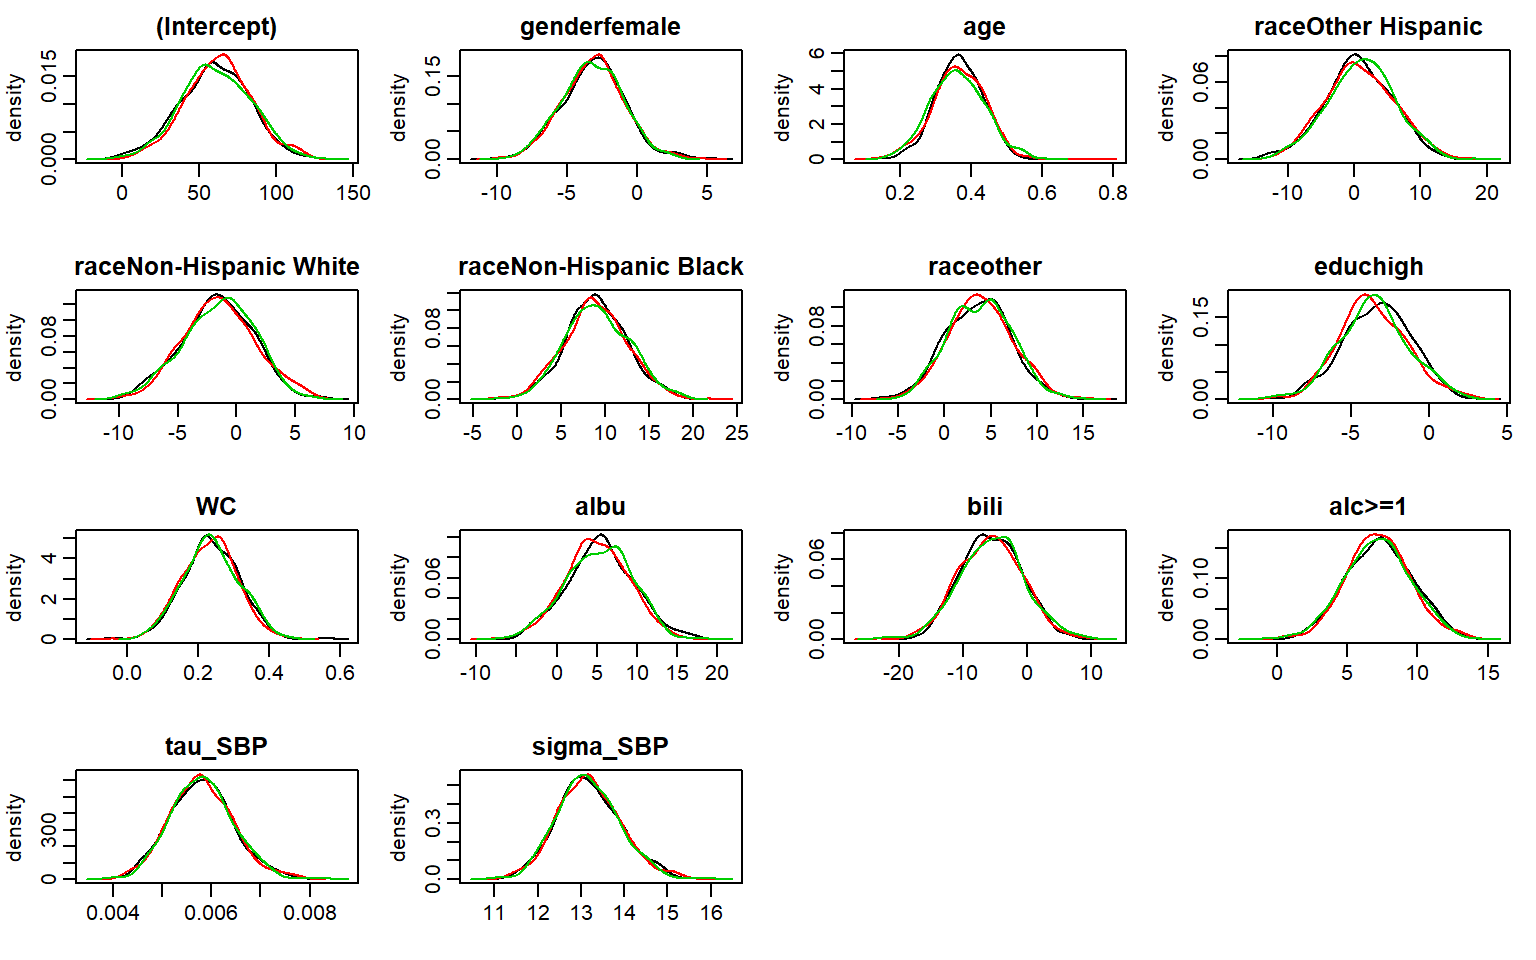 (Intercept) genderfemale age raceOther Hispanic
density 0.000 0.015 density 0.00 0.15 density 0 2 4 6 density 0.00 0.06
0 50 100 150 -10 -5 0 5 0.2 0.4 0.6 0.8 -10 0 10 20
raceNon-Hispanic White raceNon-Hispanic Black raceother educhigh
density 0.00 0.08 density 0.00 0.08 density 0.00 0.08 density 0.00 0.15
-10 -5 0 5 10 -5 0 5 10 15 20 25 -10 -5 0 5 10 15 -10 -5 0 5
WC albu bili alc>=1
density 0 2 4 density 0.00 0.06 density 0.00 0.06 density 0.00 0.10
0.0 0.2 0.4 0.6 -10 0 5 10 15 20 -20 -10 0 10 0 5 10 15
tau_SBP sigma_SBP
density 0 300 density 0.0 0.3
0.004 0.006 0.008 11 12 13 14 15 16